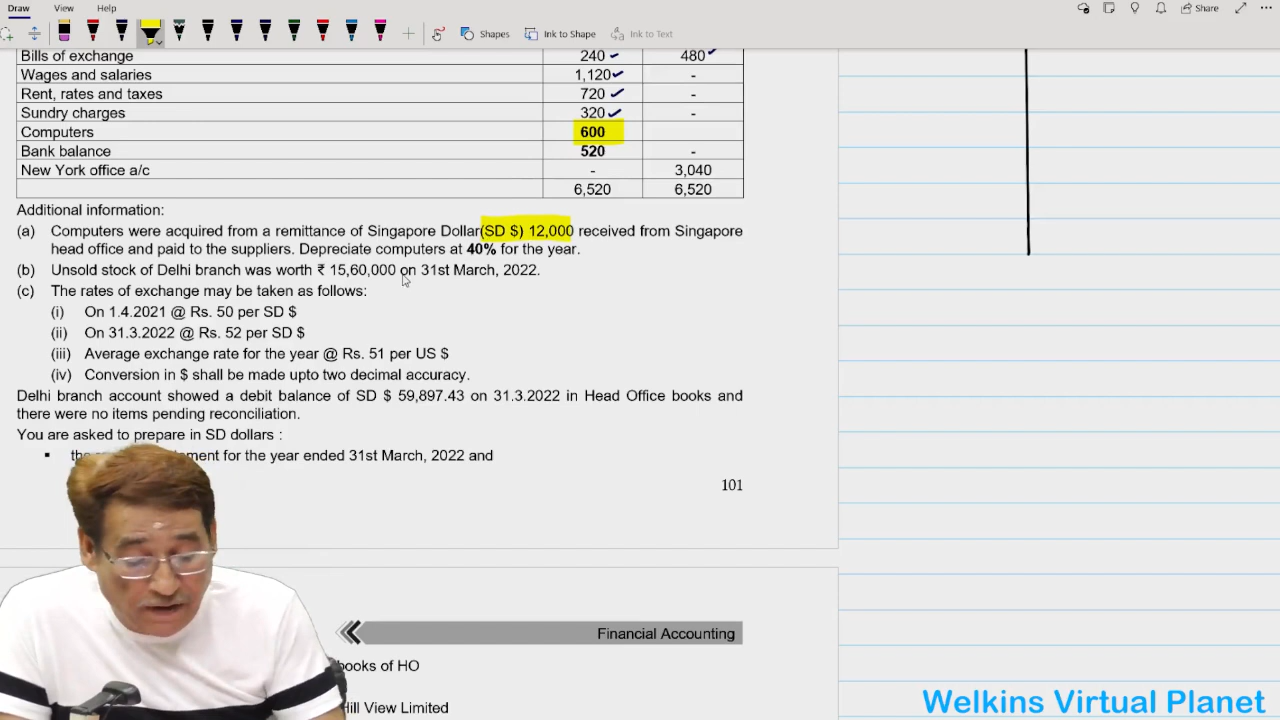 Draw View Help Share
Shapes Ink to Shape Ink to Text
Bills of exchange 240 480
Wages and salaries 1,120 -
Rent, rates and taxes 720 -
Sundry charges 320 -
Computers 600
Bank balance 520 -
New York office a/c - 3,040
6,520 6,520
Additional information:
(a) Computers were acquired from a remittance of Singapore Dollar(SD $) 12,000 received from Singapore
head office and paid to the suppliers. Depreciate computers at 40% for the year.
(b) Unsold stock of Delhi branch was worth ₹ 15,60,000 on 31st March, 2022.
(c) The rates of exchange may be taken as follows:
(i) On 1.4.2021 @ Rs. 50 per SD $
(ii) On 31.3.2022 @ Rs. 52 per SD $
(iii) Average exchange rate for the year @ Rs. 51 per US $
(iv) Conversion in $ shall be made upto two decimal accuracy.
Delhi branch account showed a debit balance of SD $ 59,897.43 on 31.3.2022 in Head Office books and
there were no items pending reconciliation.
You are asked to prepare in SD dollars :
▪ for the year ended 31st March, 2022 and
101
Financial Accounting
books of HO
Hill View Limited
Welkins Virtual Planet